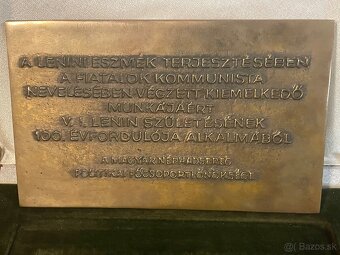 A LENINI ESZMÉK TERJESZTÉSÉBEN
A FIATALOK KOMMUNISTA
NEVELÉSÉBEN VÉGZETT KIEMELKEDŐ
MUNKÁJÁÉRT
V. I. LENIN SZÜLETÉSÉNEK
100. ÉVFORDULÓJA ALKALMÁBÓL
A MAGYAR NÉPHADSEREG
POLITIKAI FŐCSOPORTFŐNÖKSÉGE
Bazos.sk